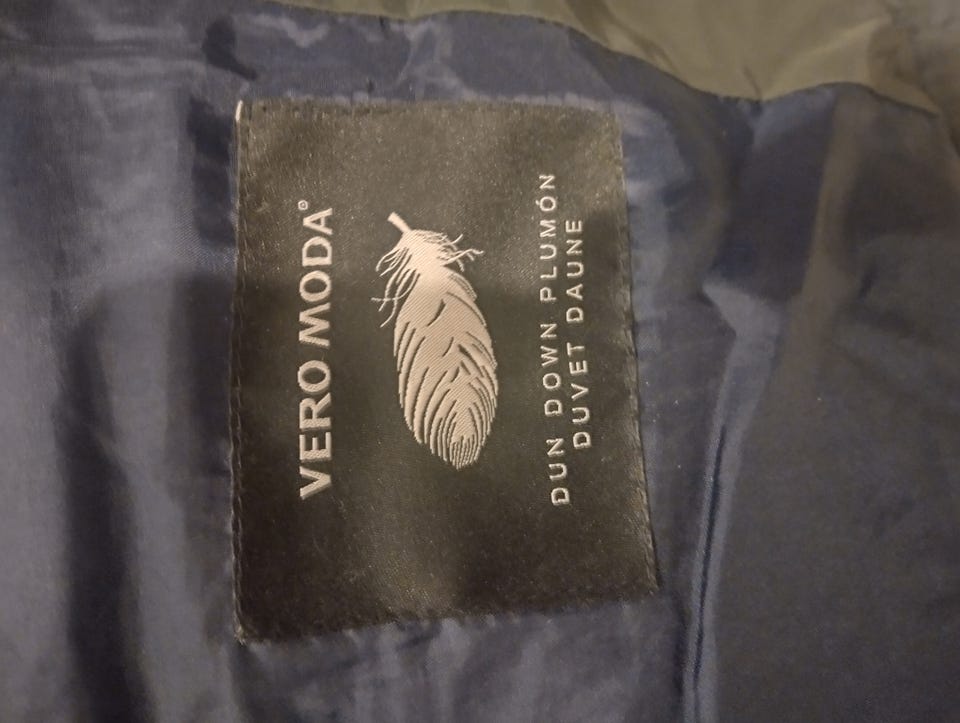 VERO MODA®
DUN DOWN PLUMÓN
DUVET DAUNE